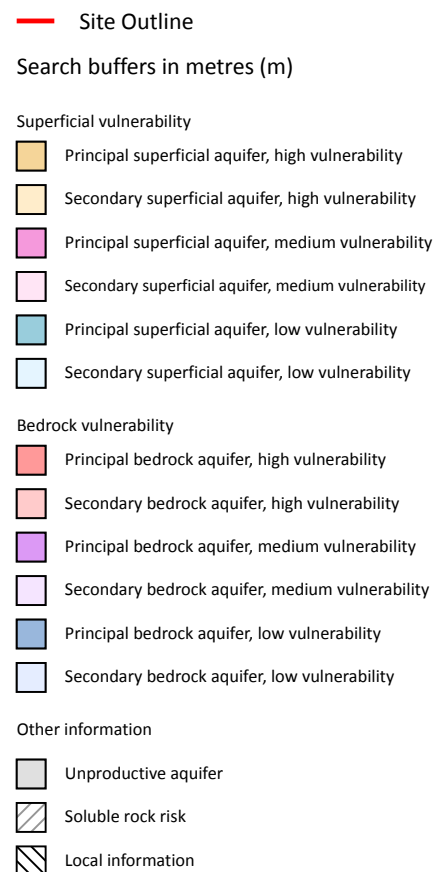 Site Outline
Search buffers in metres (m)
Superficial vulnerability
Principal superficial aquifer, high vulnerability
Secondary superficial aquifer, high vulnerability
Principal superficial aquifer, medium vulnerability
Secondary superficial aquifer, medium vulnerability
Principal superficial aquifer, low vulnerability
Secondary superficial aquifer, low vulnerability
Bedrock vulnerability
Principal bedrock aquifer, high vulnerability
Secondary bedrock aquifer, high vulnerability
Principal bedrock aquifer, medium vulnerability
Secondary bedrock aquifer, medium vulnerability
Principal bedrock aquifer, low vulnerability
Secondary bedrock aquifer, low vulnerability
Other information
Unproductive aquifer
Soluble rock risk
Local information